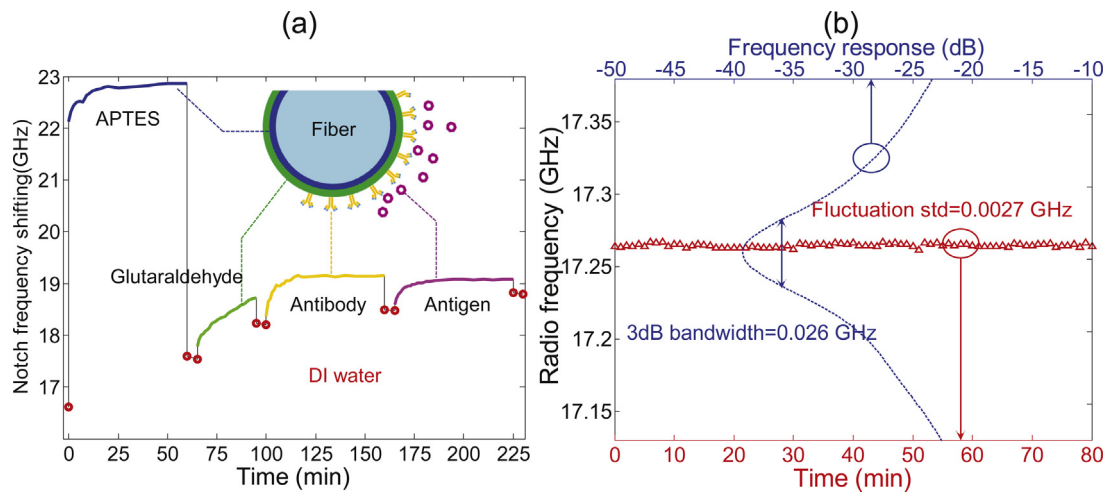 (a)
Notch frequency shifting(GHz)
23
22
21
20
19
18
17
APTES
Fiber
Glutaraldehyde
Antibody
Antigen
DI water
0 25 50 75 100 125 150 175 200 225
Time (min)
(b)
Frequency response (dB)
-50 -45 -40 -35 -30 -25 -20 -15 -10
Radio frequency (GHz)
17.35
17.3
17.25
17.2
17.15
Fluctuation std=0.0027 GHz
3dB bandwidth=0.026 GHz
0 10 20 30 40 50 60 70 80
Time (min)